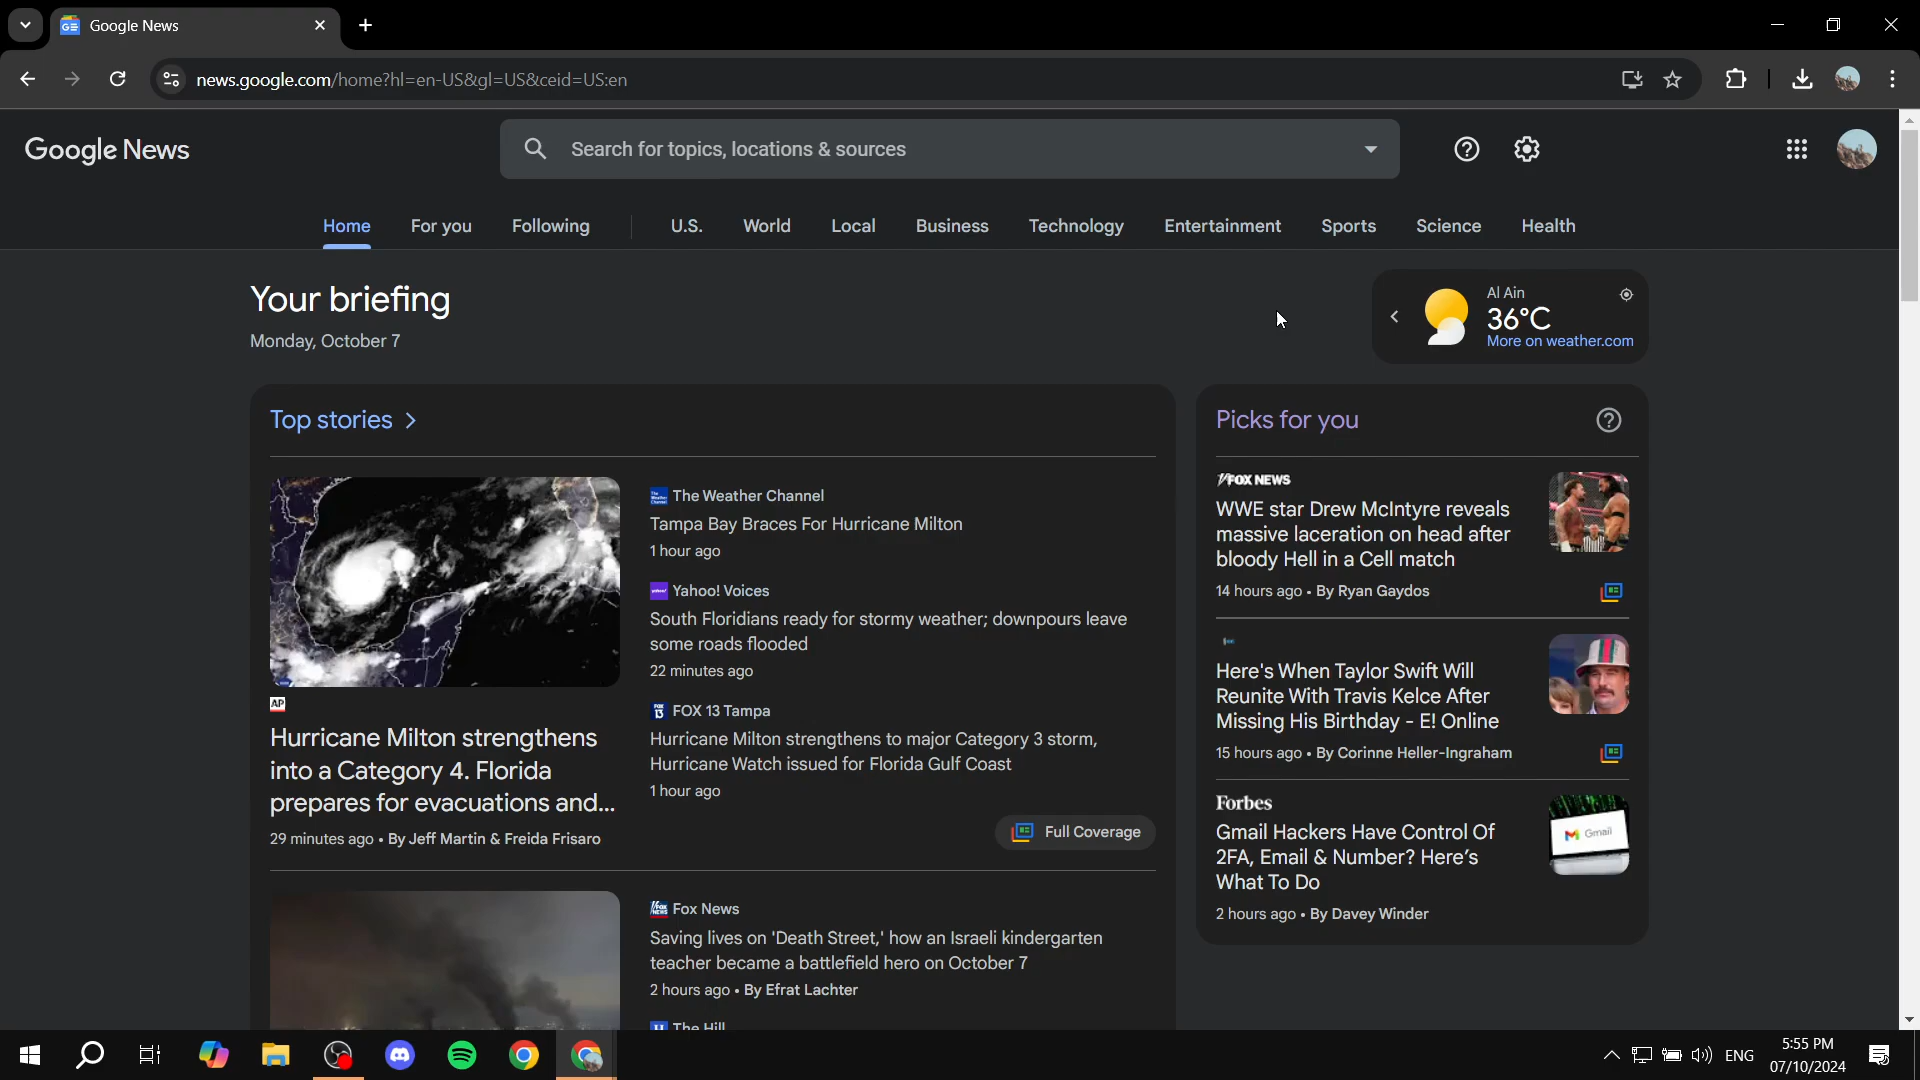 Google News
news.google.com/home?hl=en-US&gl=US&ceid=US:en
Google News
Search for topics, locations & sources
Home
For you
Following
U.S.
World
Local
Business
Technology
Entertainment
Sports
Science
Health
Your briefing
Monday, October 7
Al Ain
36°C
More on weather.com
Top stories
AP
Hurricane Milton strengthens
into a Category 4. Florida
prepares for evacuations and...
29 minutes ago • By Jeff Martin & Freida Frisaro
The Weather Channel
Tampa Bay Braces For Hurricane Milton
1 hour ago
Yahoo! Voices
South Floridians ready for stormy weather; downpours leave
some roads flooded
22 minutes ago
FOX 13 Tampa
Hurricane Milton strengthens to major Category 3 storm,
Hurricane Watch issued for Florida Gulf Coast
1 hour ago
Full Coverage
Fox News
Saving lives on 'Death Street,' how an Israeli kindergarten
teacher became a battlefield hero on October 7
2 hours ago • By Efrat Lachter
The Hill
Picks for you
FOX NEWS
WWE star Drew McIntyre reveals
massive laceration on head after
bloody Hell in a Cell match
14 hours ago • By Ryan Gaydos
Here's When Taylor Swift Will
Reunite With Travis Kelce After
Missing His Birthday - E! Online
15 hours ago • By Corinne Heller-Ingraham
Forbes
Gmail Hackers Have Control Of
2FA, Email & Number? Here's
What To Do
2 hours ago • By Davey Winder
Gmail
ENG
5:55 PM
07/10/2024